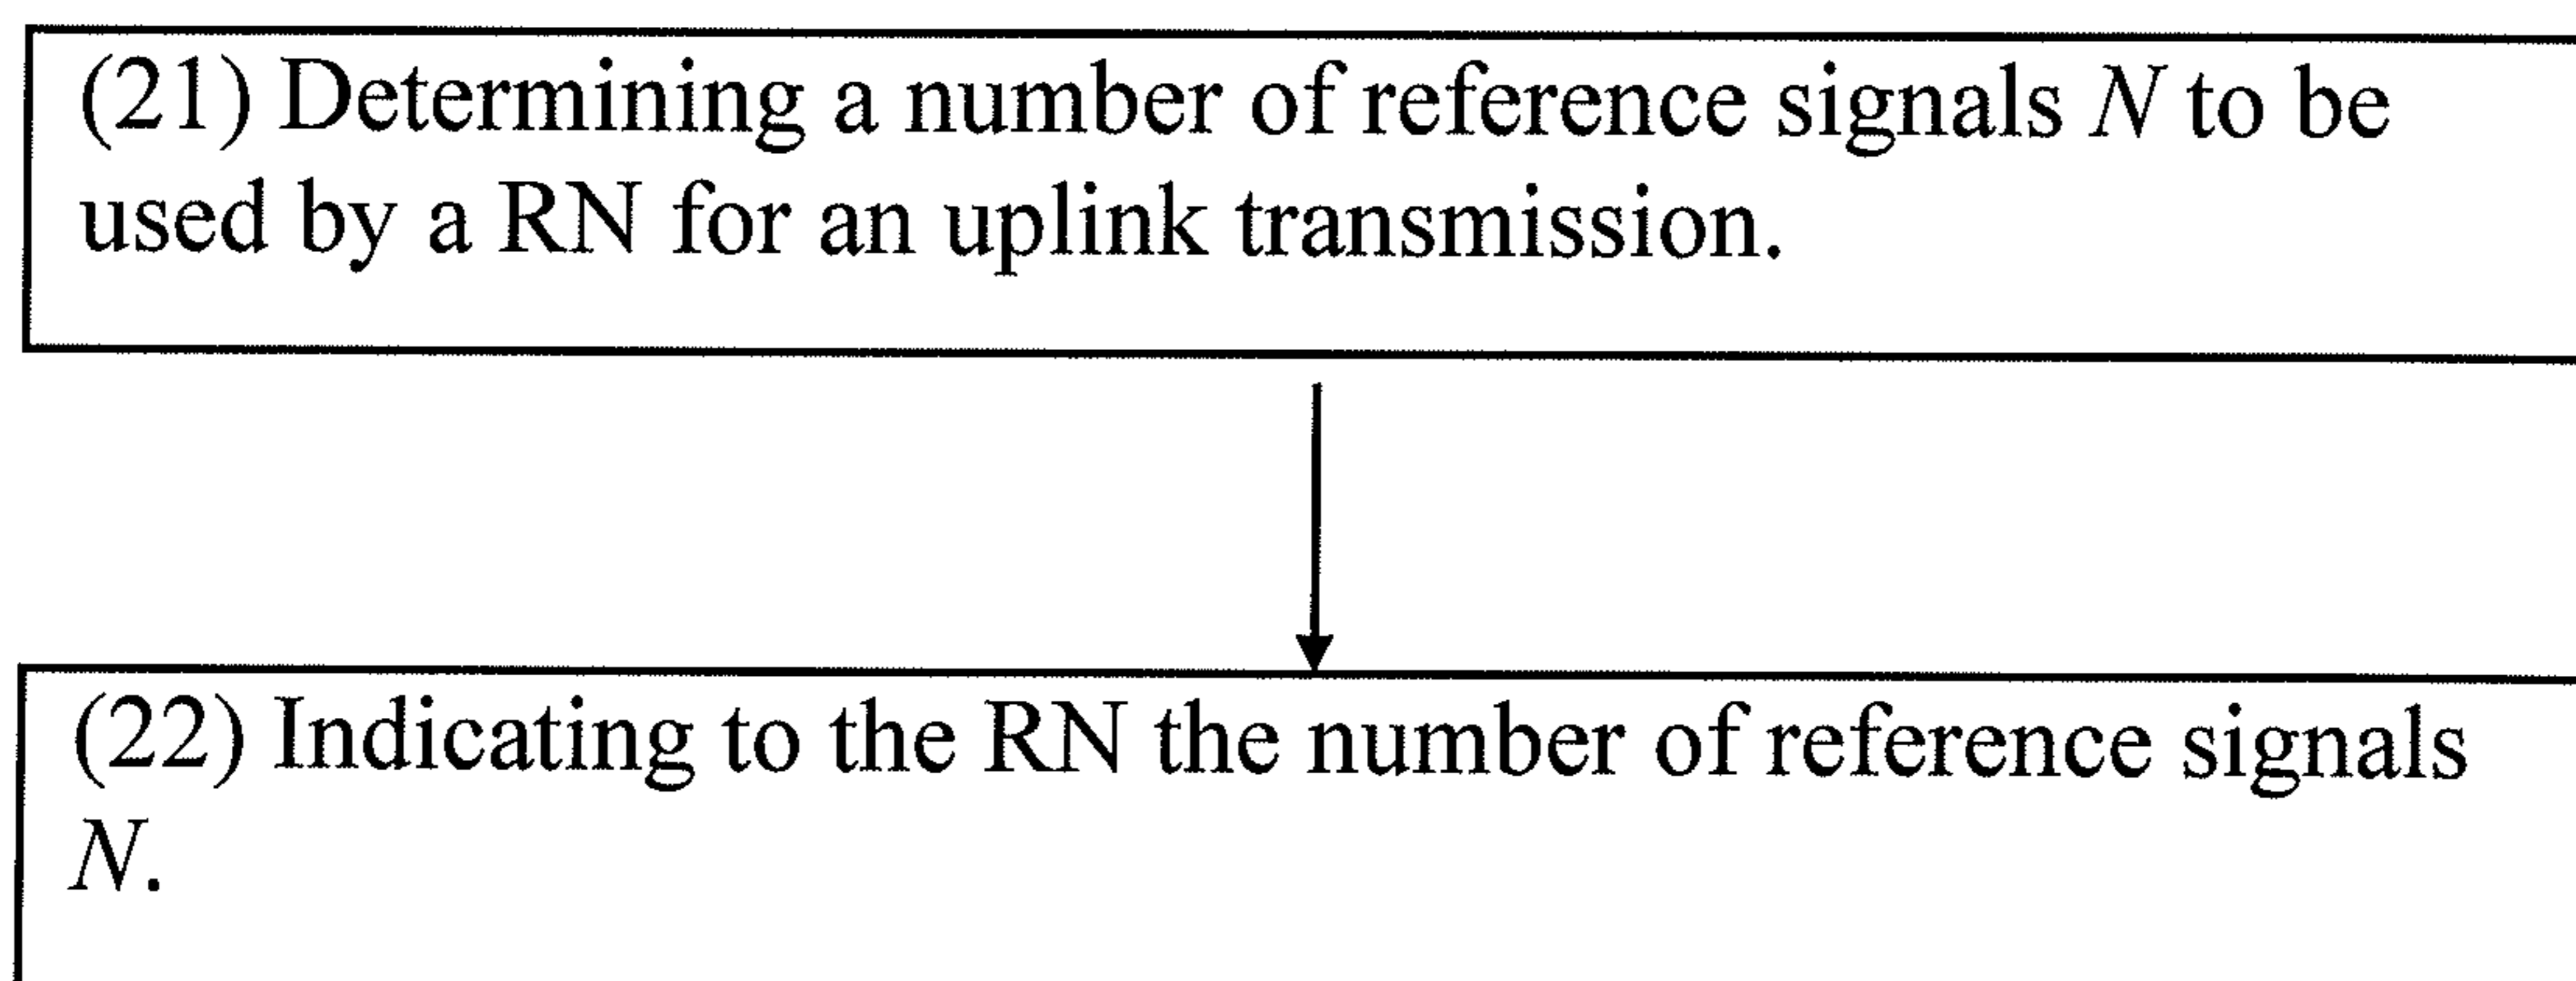 (21) Determining a number of reference signals N to be
used by a RN for an uplink transmission.
(22) Indicating to the RN the number of reference signals
N.